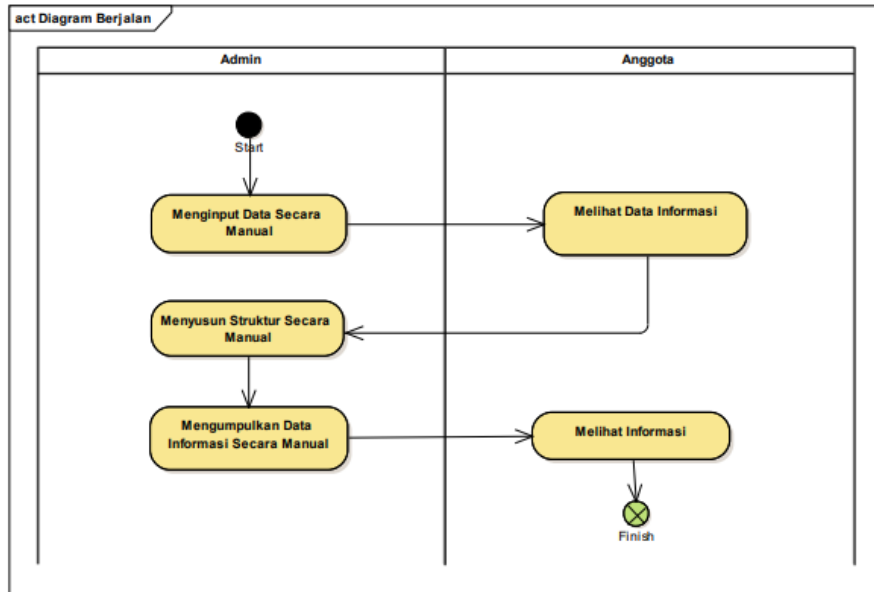 act Diagram Berjalan
Admin
Anggota
Start
Menginput Data Secara
Manual
Melihat Data Informasi
Menyusun Struktur Secara
Manual
Mengumpulkan Data
Informasi Secara Manual
Melihat Informasi
Finish